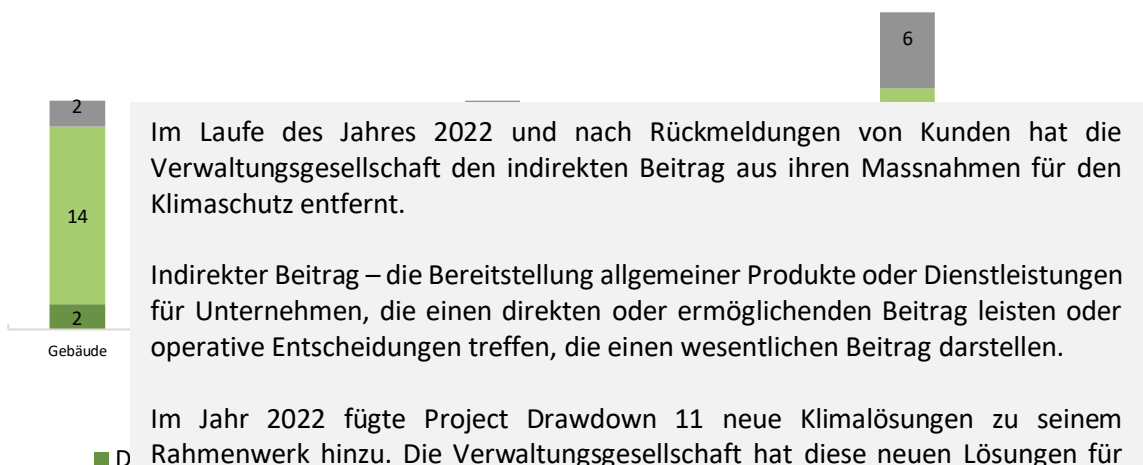 6
2
14
2
Gebäude
Im Laufe des Jahres 2022 und nach Rückmeldungen von Kunden hat die
Verwaltungsgesellschaft den indirekten Beitrag aus ihren Massnahmen für den
Klimaschutz entfernt.
Indirekter Beitrag – die Bereitstellung allgemeiner Produkte oder Dienstleistungen
für Unternehmen, die einen direkten oder ermöglichenden Beitrag leisten oder
operative Entscheidungen treffen, die einen wesentlichen Beitrag darstellen.
Im Jahr 2022 fügte Project Drawdown 11 neue Klimalösungen zu seinem
D
Rahmenwerk hinzu. Die Verwaltungsgesellschaft hat diese neuen Lösungen für